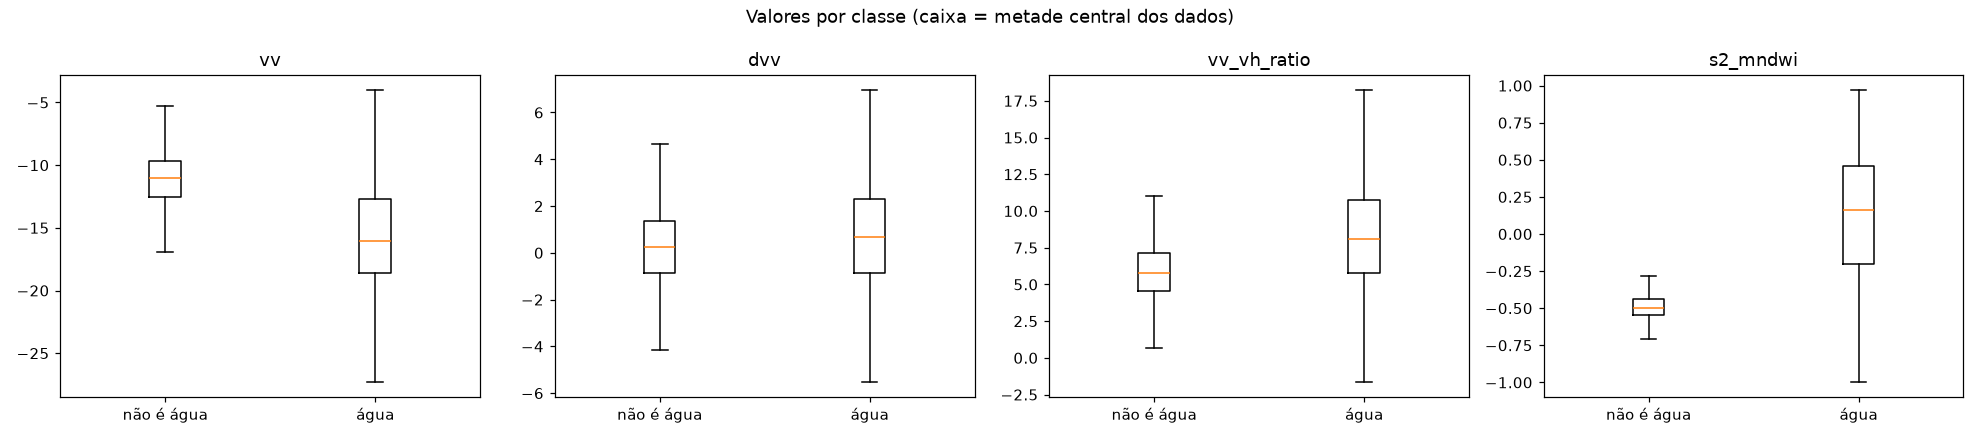 Valores por classe (caixa = metade central dos dados)
vv
−5
−10
−15
−20
−25
não é água
água
dvv
6
4
2
0
−2
−4
−6
não é água
água
vv_vh_ratio
17.5
15.0
12.5
10.0
7.5
5.0
2.5
0.0
−2.5
não é água
água
s2_mndwi
1.00
0.75
0.50
0.25
0.00
−0.25
−0.50
−0.75
−1.00
não é água
água